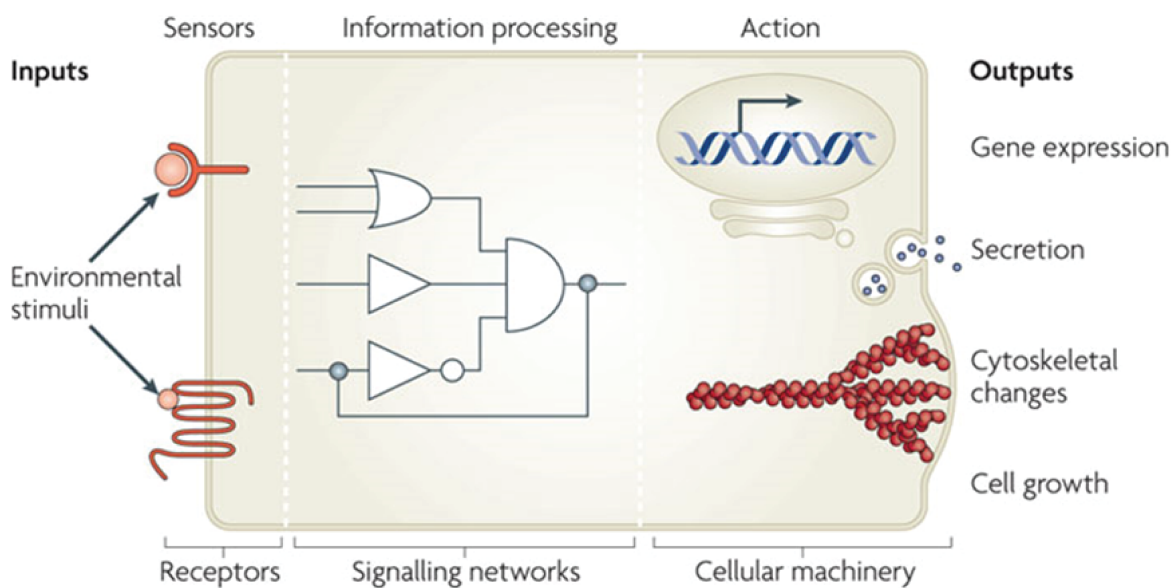 Sensors
Information processing
Action
Inputs
Outputs
Gene expression
Secretion
Environmental
stimuli
Cytoskeletal
changes
Cell growth
Receptors
Signalling networks
Cellular machinery